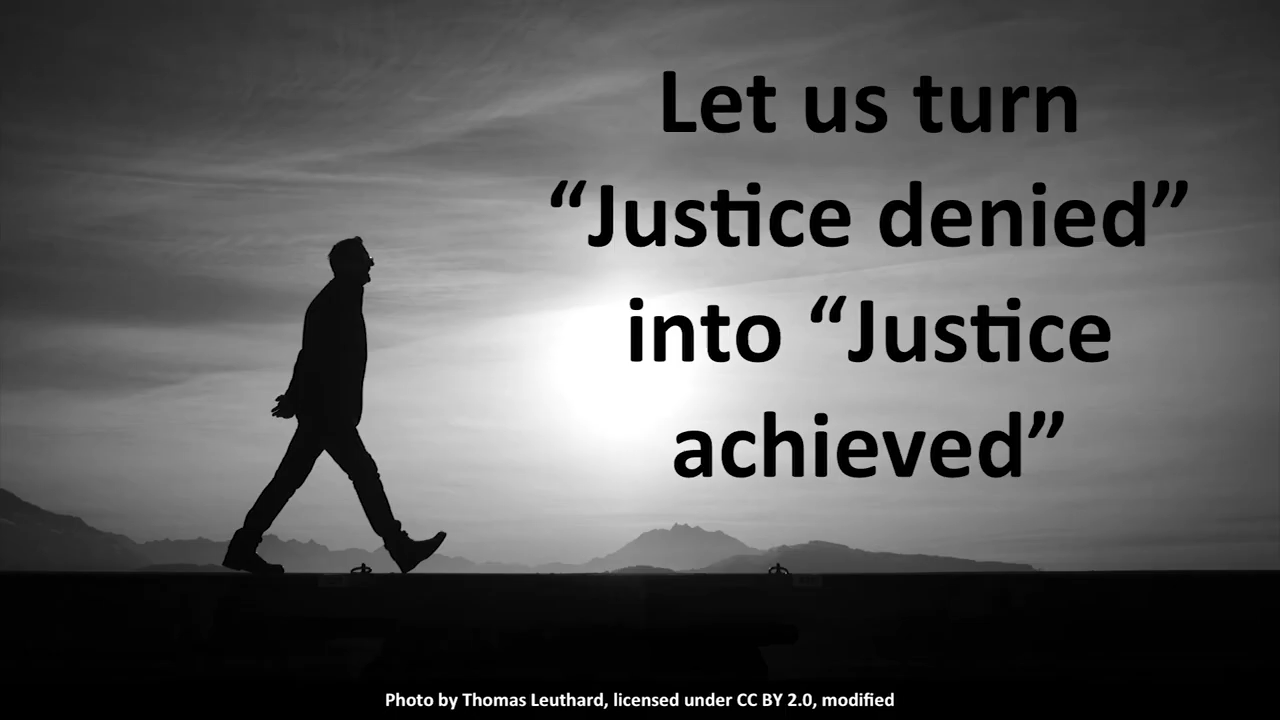 Let us turn
“Justice denied”
into “Justice
achieved”
Photo by Thomas Leuthard, licensed under CC BY 2.0, modified